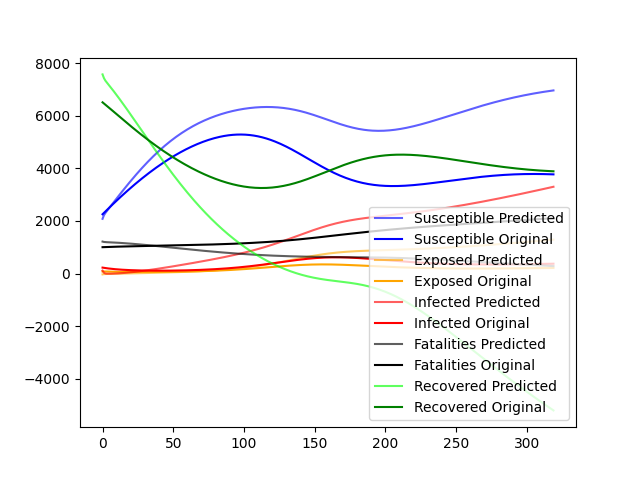 8000
6000
4000
2000
0
−2000
−4000
Susceptible Predicted
Susceptible Original
Exposed Predicted
Exposed Original
Infected Predicted
Infected Original
Fatalities Predicted
Fatalities Original
Recovered Predicted
Recovered Original
0 50 100 150 200 250 300